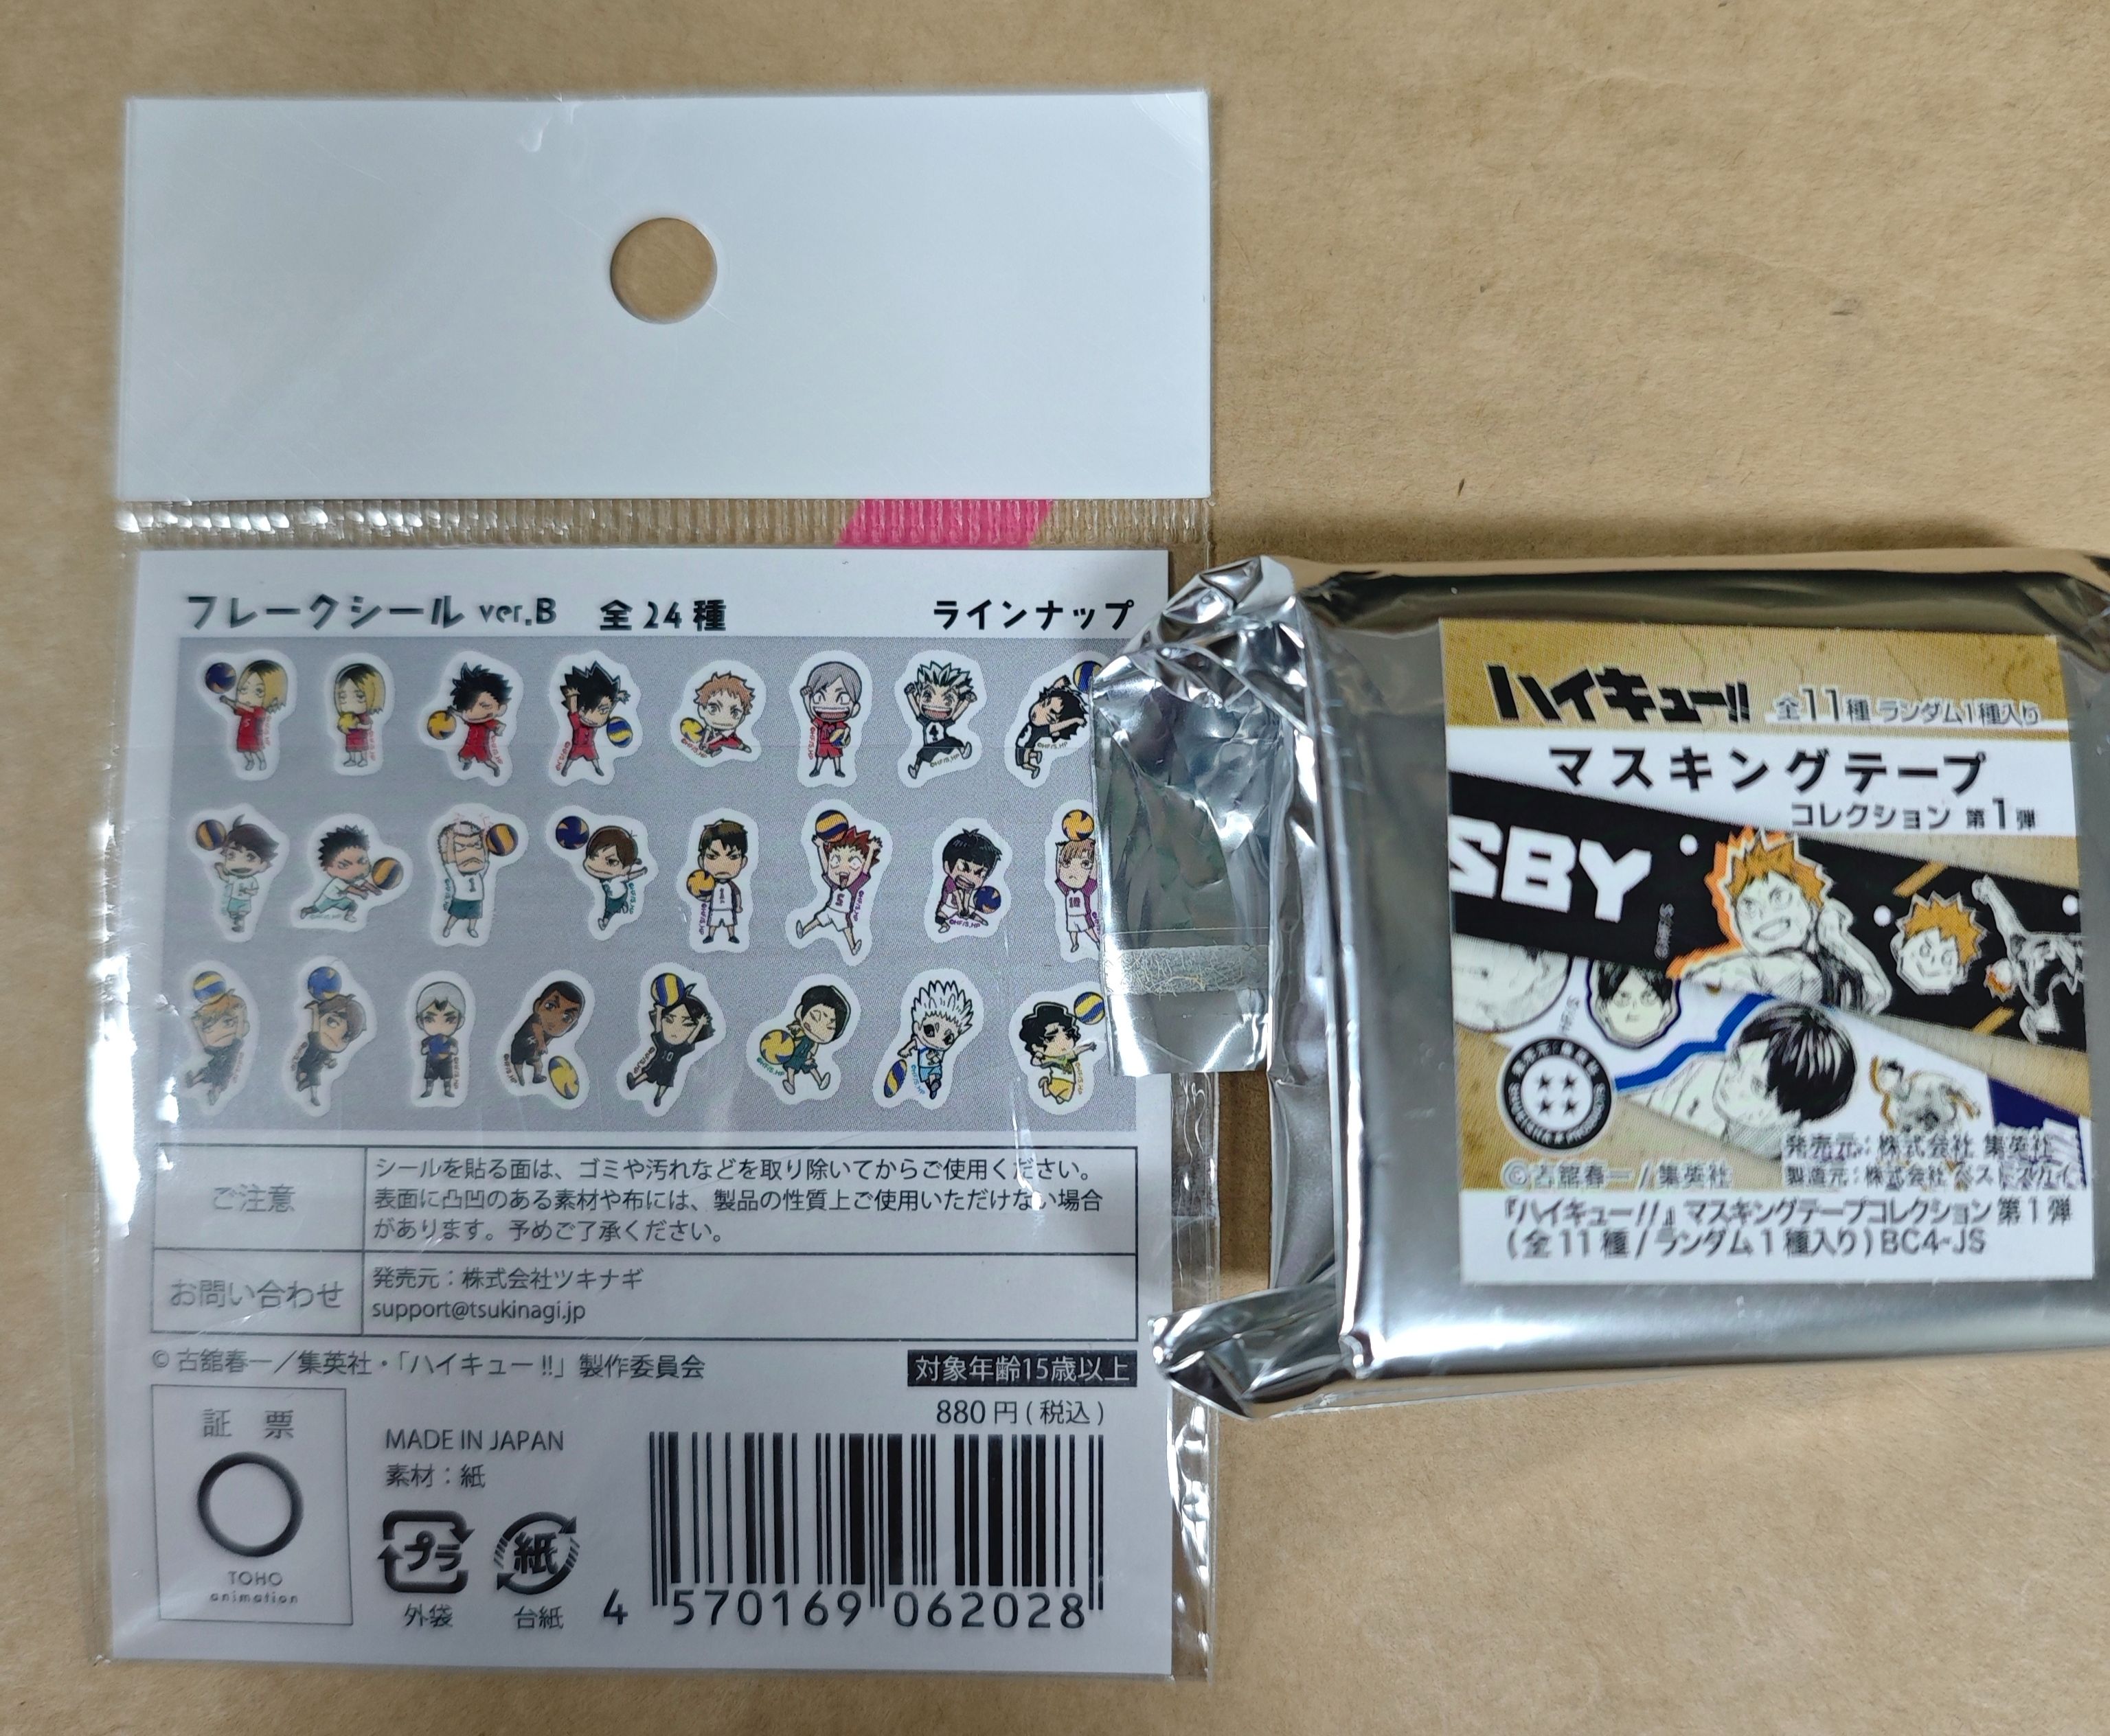 フレークシール ver.B 全24種 ラインナップ
ご注意
シールを貼る面は、ゴミや汚れなどを取り除いてからご使用ください。
表面に凸凹のある素材や布には、製品の性質上ご使用いただけない場合
があります。予めご了承ください。
お問い合わせ
発売元：株式会社ツキナギ
support@tsukinagi.jp
© 古舘春一／集英社・「ハイキュー!!」製作委員会
対象年齢15歳以上
880円(税込)
証票
TOHO
animation
MADE IN JAPAN
素材：紙
プラ
外袋
紙
台紙
4 570169 062028
ハイキュー!! 全11種 ランダム1種入り
マスキングテープ
コレクション 第1弾
SBY
発売元：株式会社 集英社
©古舘春一／集英社
製造元：株式会社 ベストスカイ
『ハイキュー!!』マスキングテープコレクション 第1弾
(全11種/ランダム1種入り)BC4-JS